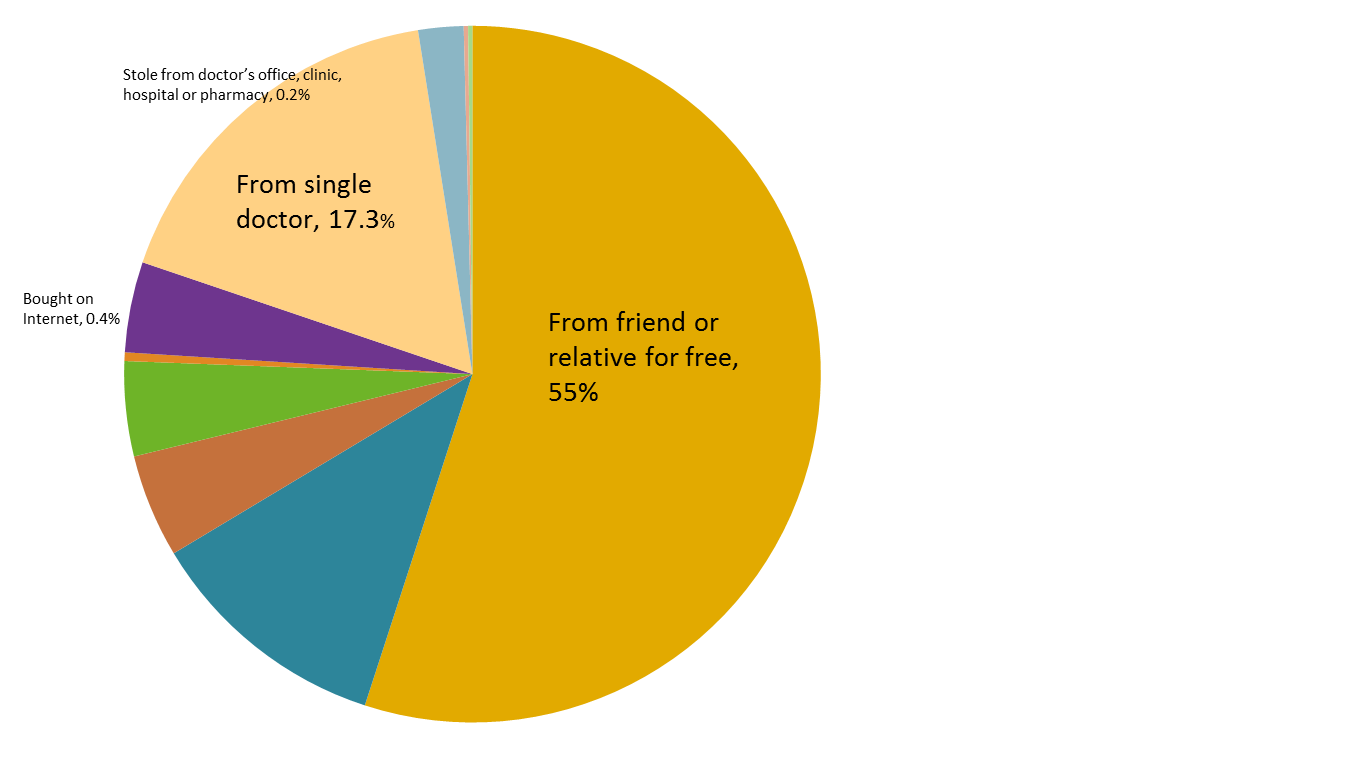 Stole from doctor’s office, clinic,
hospital or pharmacy, 0.2%
From single
doctor, 17.3%
Bought on
Internet, 0.4%
From friend or
relative for free,
55%